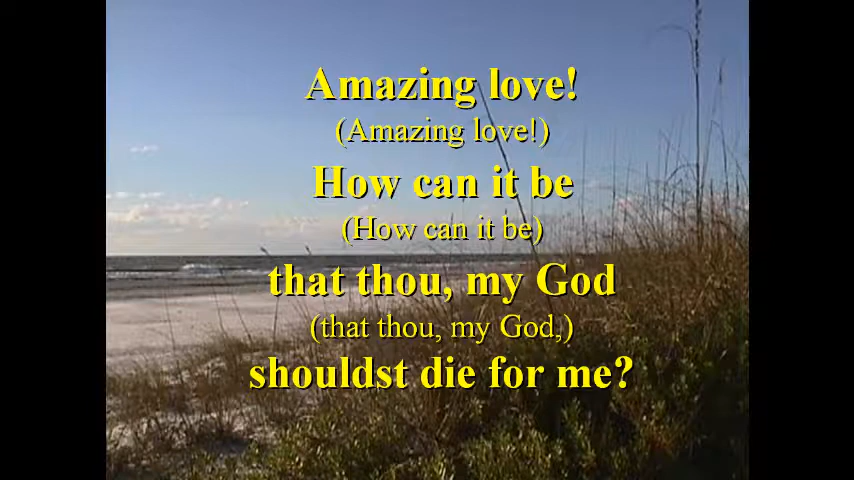 Amazing love!
(Amazing love!)
How can it be
(How can it be)
that thou, my God
(that thou, my God,)
shouldst die for me?